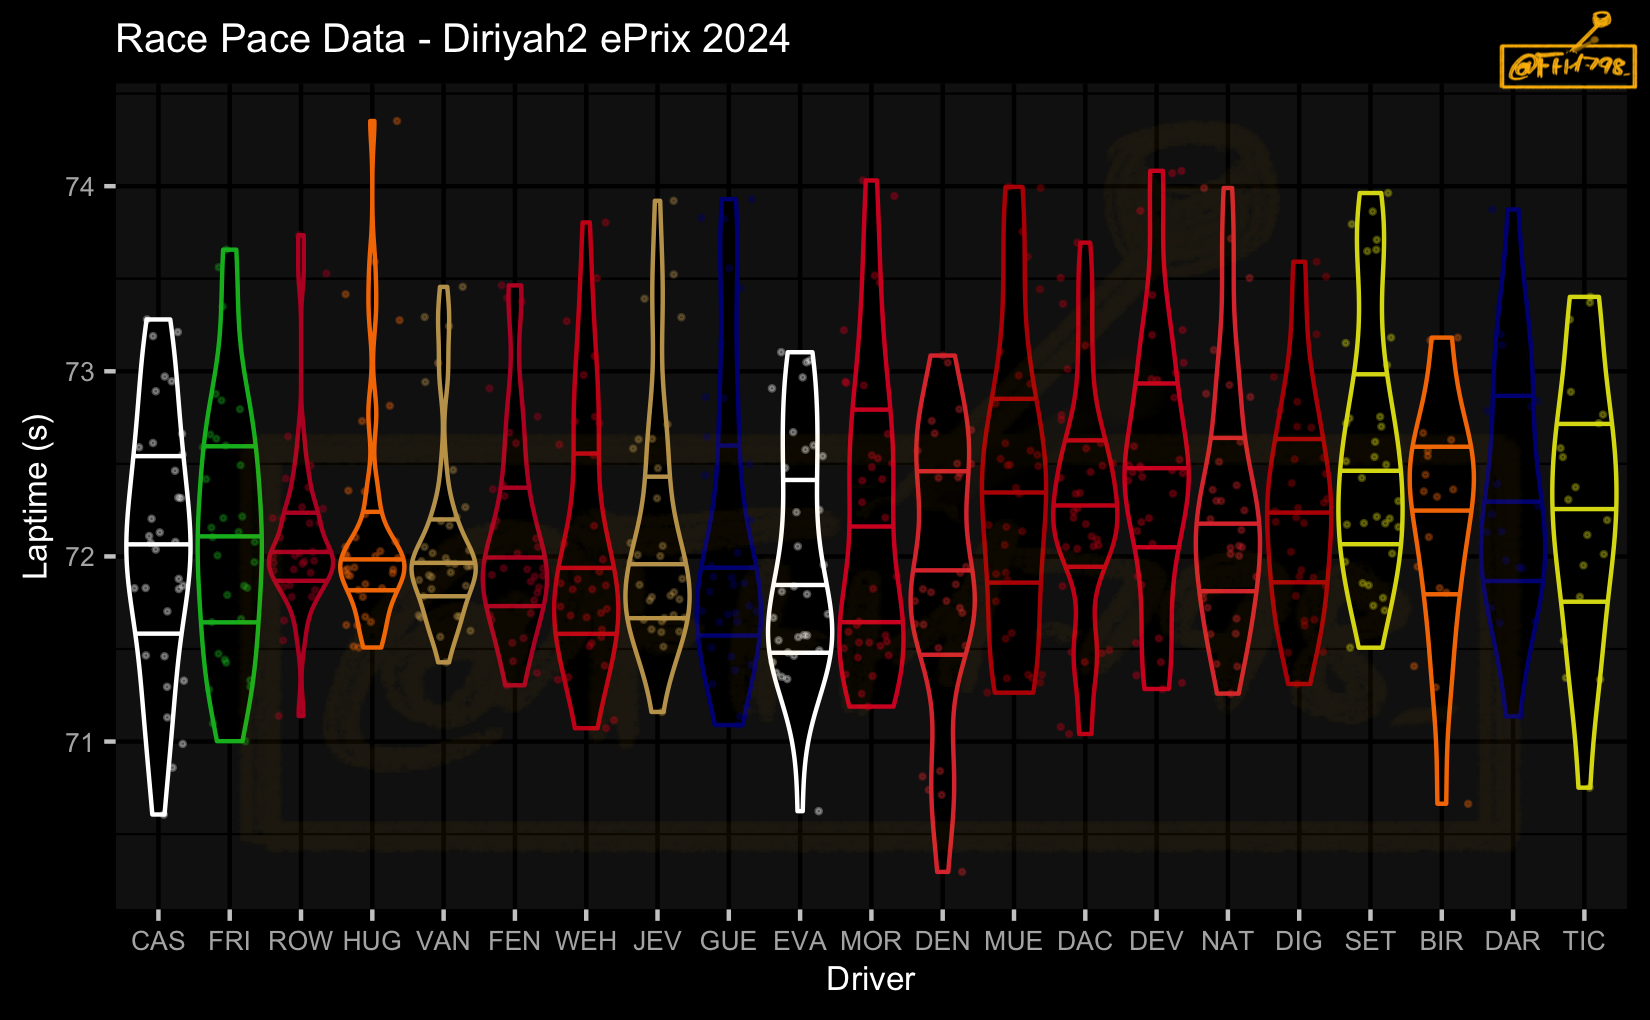 Race Pace Data - Diriyah2 ePrix 2024
@FFH798
74
73
72
71
Laptime (s)
CAS FRI ROW HUG VAN FEN WEH JEV GUE EVA MOR DEN MUE DAC DEV NAT DIG SET BIR DAR TIC
Driver